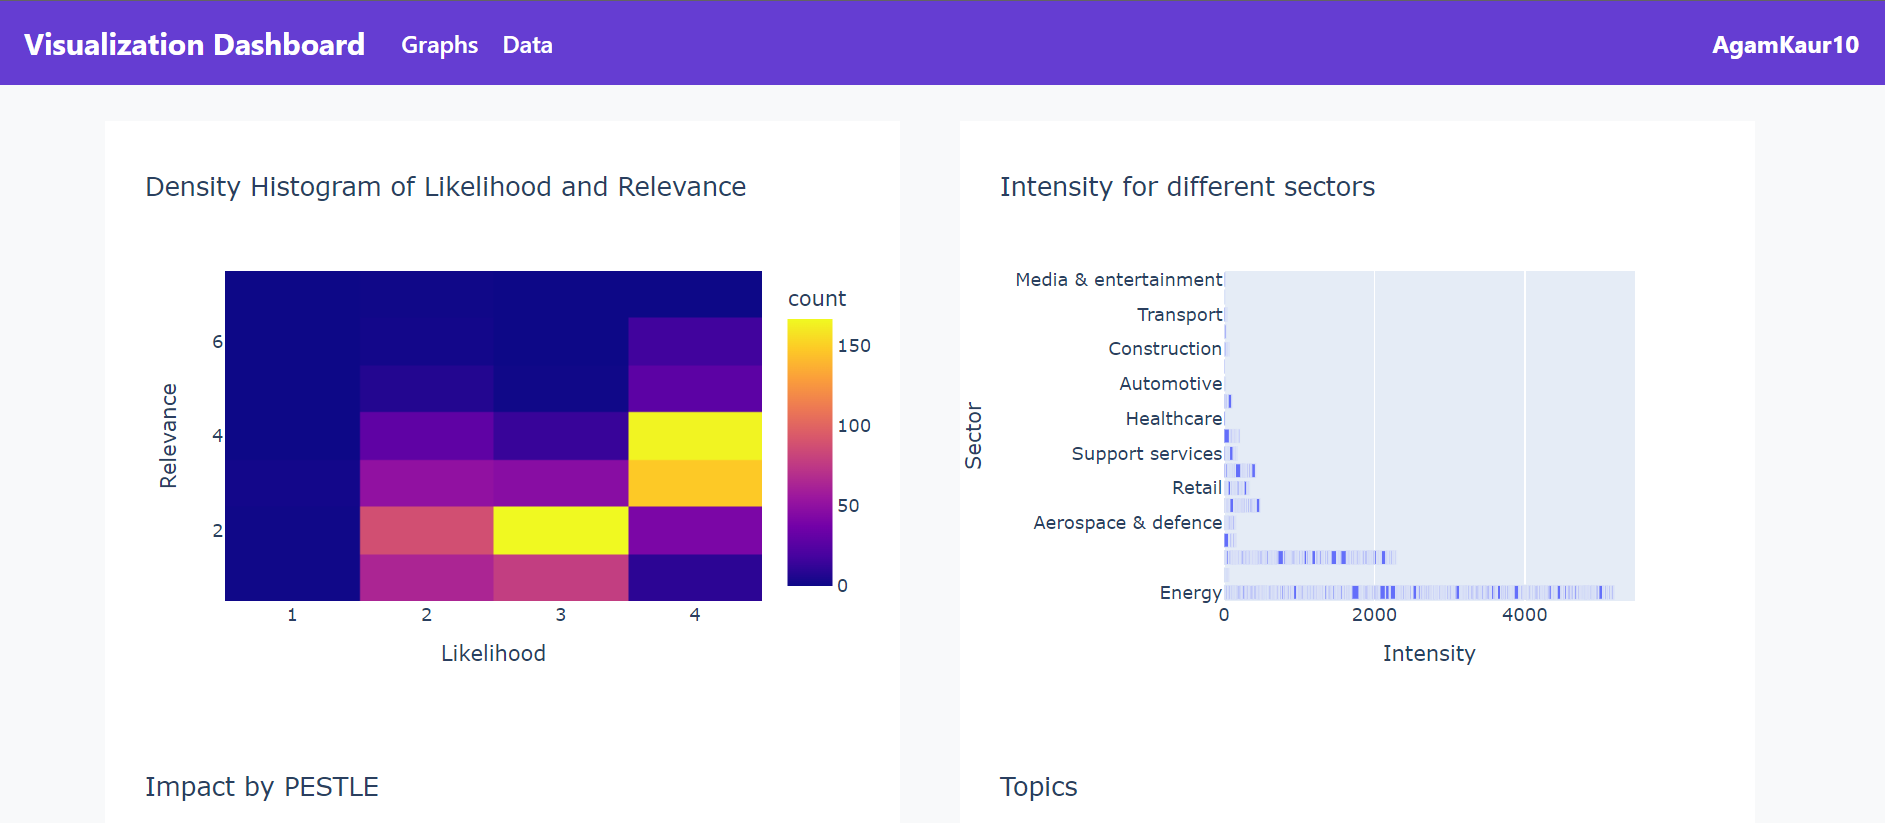 Visualization Dashboard Graphs Data AgamKaur10
Density Histogram of Likelihood and Relevance
count
150
100
50
0
6
4
2
Relevance
1 2 3 4
Likelihood
Intensity for different sectors
Media & entertainment
Transport
Construction
Automotive
Healthcare
Support services
Retail
Aerospace & defence
Energy
Sector
0 2000 4000
Intensity
Impact by PESTLE
Topics